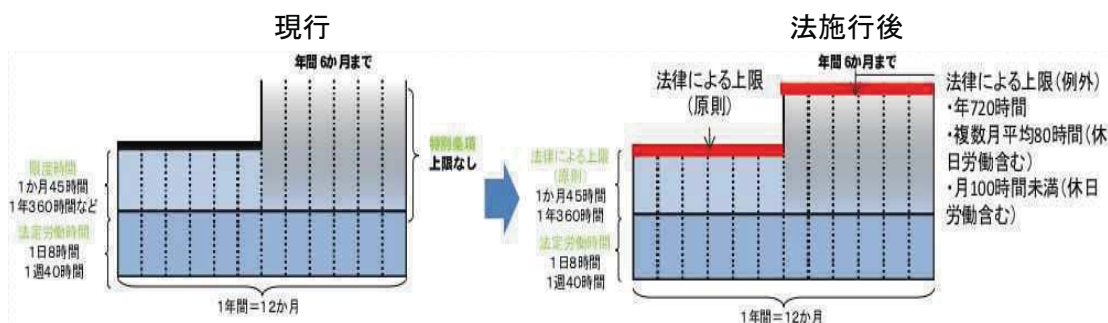 現行
年間6か月まで
限度時間
1か月45時間
1年360時間など
法定労働時間
1日8時間
1週40時間
特別条項
上限なし
1年間=12か月
法施行後
年間6か月まで
法律による上限
(原則)
法律による上限
(原則)
1か月45時間
1年360時間
法定労働時間
1日8時間
1週40時間
法律による上限(例外)
・年720時間
・複数月平均80時間(休
日労働含む)
・月100時間未満(休日
労働含む)
1年間=12か月